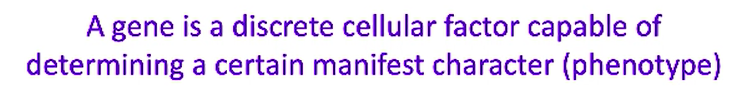 A gene is a discrete cellular factor capable of
determining a certain manifest character (phenotype)